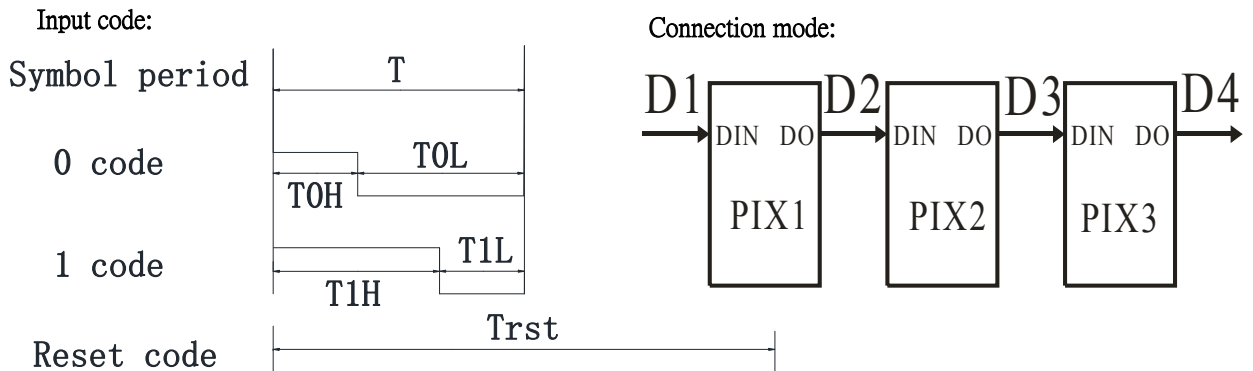 Input code:
Symbol period
T
0 code
T0H
T0L
1 code
T1H
T1L
Reset code
Trst
Connection mode:
D1
D2
D3
D4
DIN DO
PIX1
DIN DO
PIX2
DIN DO
PIX3